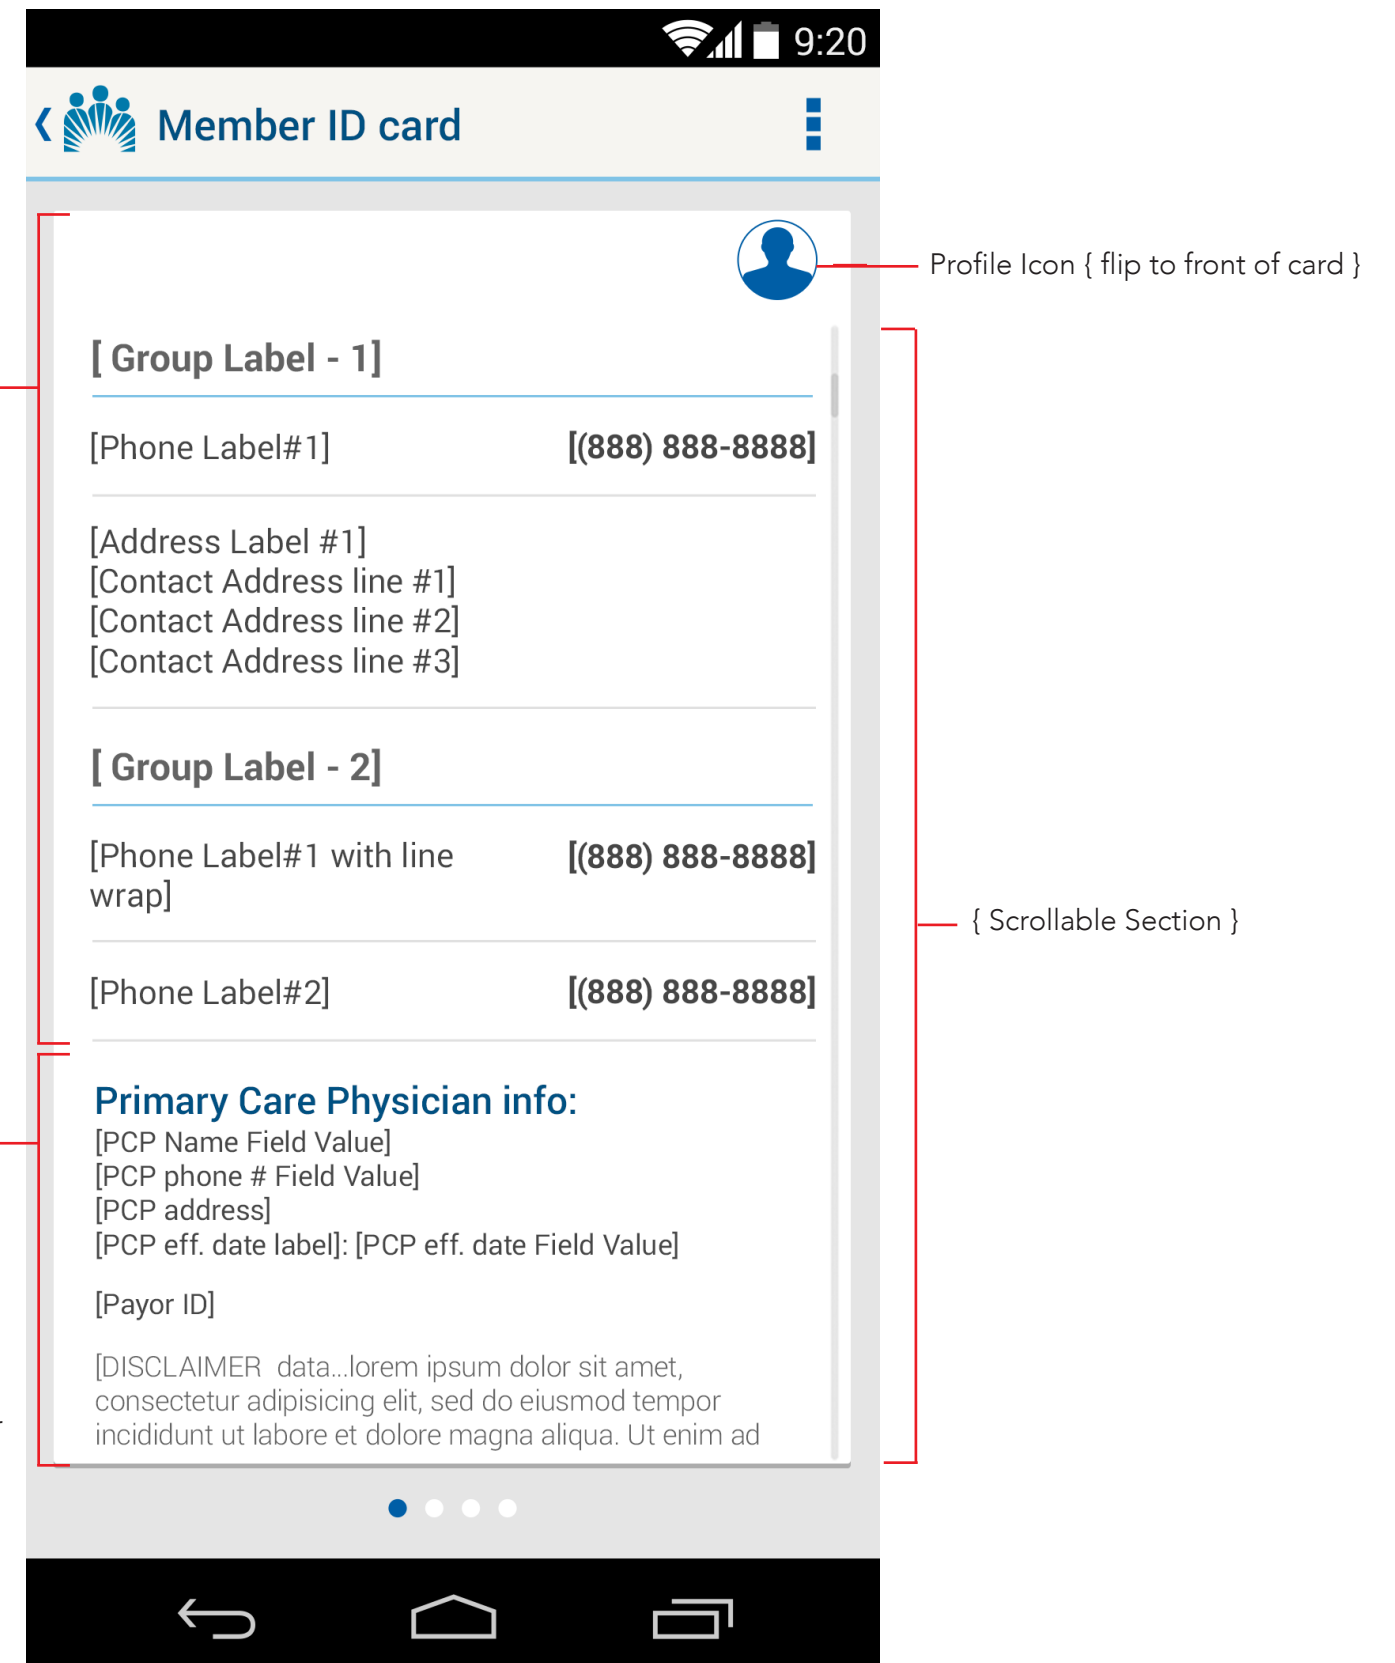 9:20
Member ID card
Profile Icon { flip to front of card }
[ Group Label - 1]
[Phone Label#1] [(888) 888-8888]
[Address Label #1]
[Contact Address line #1]
[Contact Address line #2]
[Contact Address line #3]
[ Group Label - 2]
[Phone Label#1 with line [(888) 888-8888]
wrap]
{ Scrollable Section }
[Phone Label#2] [(888) 888-8888]
Primary Care Physician info:
[PCP Name Field Value]
[PCP phone # Field Value]
[PCP address]
[PCP eff. date label]: [PCP eff. date Field Value]
[Payor ID]
[DISCLAIMER  data...lorem ipsum dolor sit amet,
consectetur adipisicing elit, sed do eiusmod tempor
incididunt ut labore et dolore magna aliqua. Ut enim ad